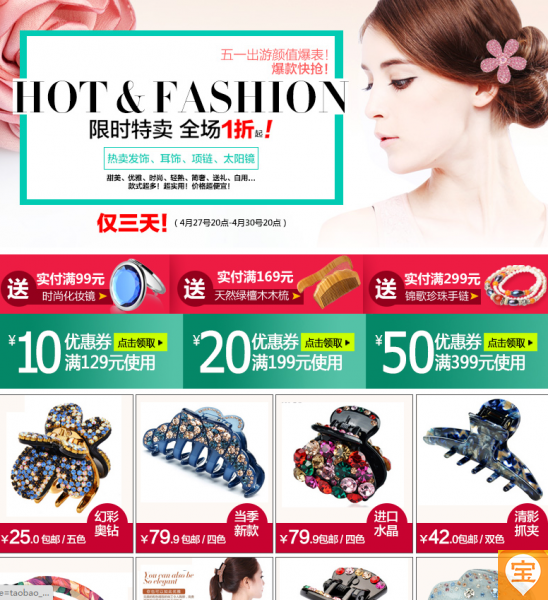 五一出游颜值爆表!
爆款快抢!
HOT & FASHION
限时特卖 全场1折起!
热卖发饰、耳饰、项链、太阳镜
甜美、优雅、时尚、轻熟、简奢、送礼、自用...
款式超多!超实用!价格超便宜!
仅三天! (4月27号20点-4月30号20点)
送 实付满99元
时尚化妆镜
送 实付满169元
天然绿檀木木梳
送 实付满299元
锦歌珍珠手链
¥10 优惠券 点击领取
满129元使用
¥20 优惠券 点击领取
满199元使用
¥50 优惠券 点击领取
满399元使用
幻彩
奥钻
¥25.0 包邮/五色
当季
新款
¥79.9 包邮/四色
进口
水晶
¥79.9 包邮/四色
清影
抓夹
¥42.0 包邮/双色
You can also be
So elegant
宝
e=taobao_...